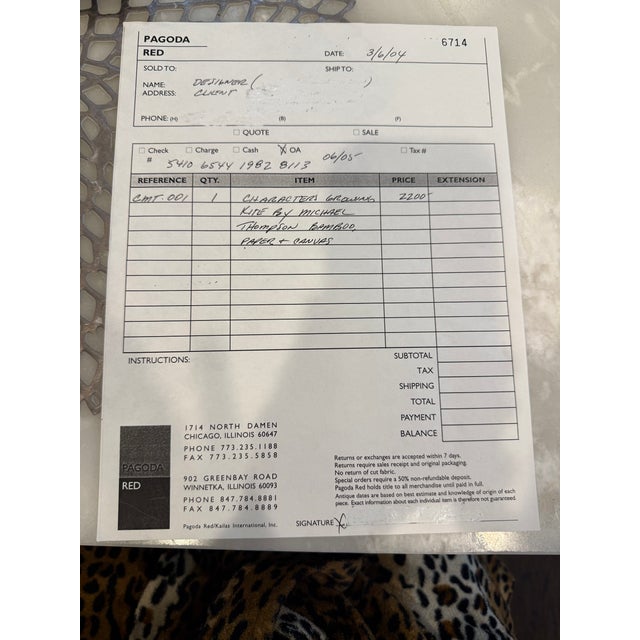 PAGODA
6714
RED
DATE: 3/6/04
SOLD TO: SHIP TO:
NAME: DESIGNER (
ADDRESS: CLIENT
PHONE: (H) (B) (F)
QUOTE SALE
Check Charge Cash OA Tax #
# 5410 6544 1982 8113 06/05
REFERENCE QTY. ITEM PRICE EXTENSION
CMT.001 1 CHARACTERS 2200-
KITE BY MICHAEL
THOMPSON BAMBOO,
PAPER + CANVAS
INSTRUCTIONS:
SUBTOTAL
TAX
SHIPPING
TOTAL
PAYMENT
BALANCE
1714 NORTH DAMEN
CHICAGO, ILLINOIS 60647
PHONE 773.235.1188
FAX 773.235.5858
PAGODA
RED
902 GREENBAY ROAD
WINNETKA, ILLINOIS 60093
PHONE 847.784.8881
FAX 847.784.8889
Pagoda Red/Kailas International, Inc.
Returns or exchanges are accepted within 7 days.
Returns require sales receipt and original packaging.
No return of cut fabric.
Special orders require a 50% non-refundable deposit.
Pagoda Red holds title to all merchandise until paid in full.
Antique dates are based on best estimate and knowledge of origin of each
piece. Exact information about each individual item is therefore not guaranteed
SIGNATURE